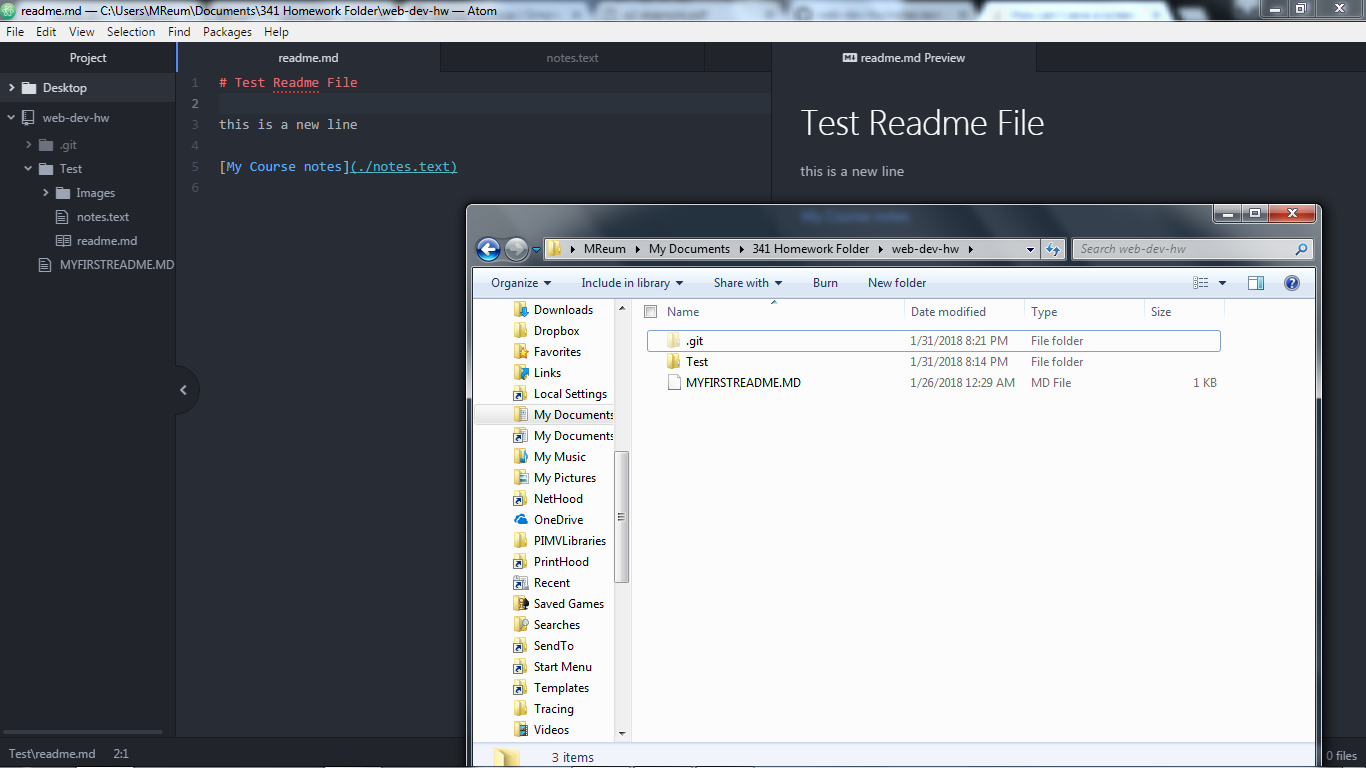 readme.md — C:\Users\MReum\Documents\341 Homework Folder\web-dev-hw — Atom
File Edit View Selection Find Packages Help
Project
Desktop
web-dev-hw
.git
Test
Images
notes.text
readme.md
MYFIRSTREADME.MD
readme.md notes.text
1 # Test Readme File
2
3 this is a new line
4
5 [My Course notes](./notes.text)
6
readme.md Preview
Test Readme File
this is a new line
My Course notes
MReum My Documents 341 Homework Folder web-dev-hw
Search web-dev-hw
Organize Include in library Share with Burn New folder
Downloads
Dropbox
Favorites
Links
Local Settings
My Documents
My Documents
My Music
My Pictures
NetHood
OneDrive
PIMVLibraries
PrintHood
Recent
Saved Games
Searches
SendTo
Start Menu
Templates
Tracing
Videos
Name Date modified Type Size
.git 1/31/2018 8:21 PM File folder
Test 1/31/2018 8:14 PM File folder
MYFIRSTREADME.MD 1/26/2018 12:29 AM MD File 1 KB
3 items
Test\readme.md 2:1
0 files